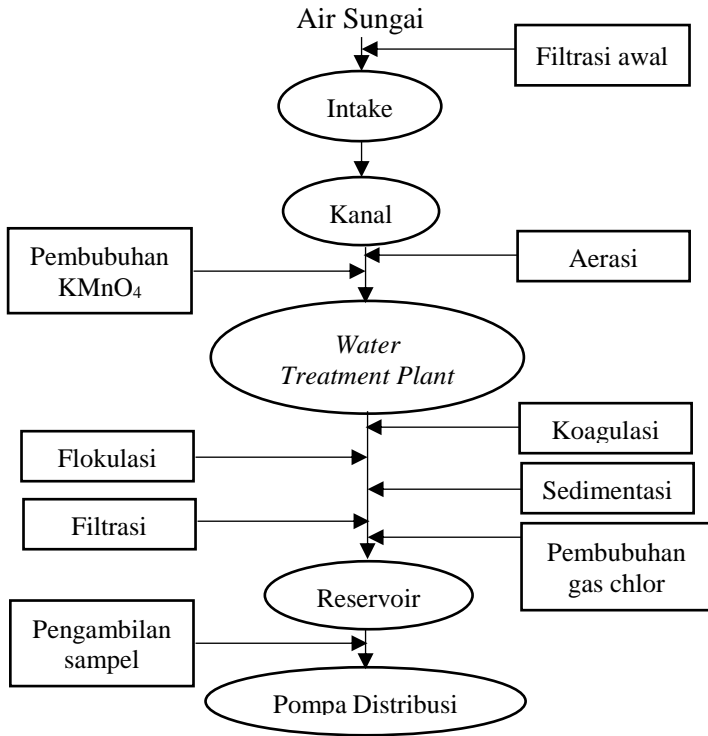 Air Sungai
Filtrasi awal
Intake
Kanal
Pembubuhan
KMnO₄
Aerasi
Water
Treatment Plant
Koagulasi
Flokulasi
Sedimentasi
Filtrasi
Pembubuhan
gas chlor
Reservoir
Pengambilan
sampel
Pompa Distribusi